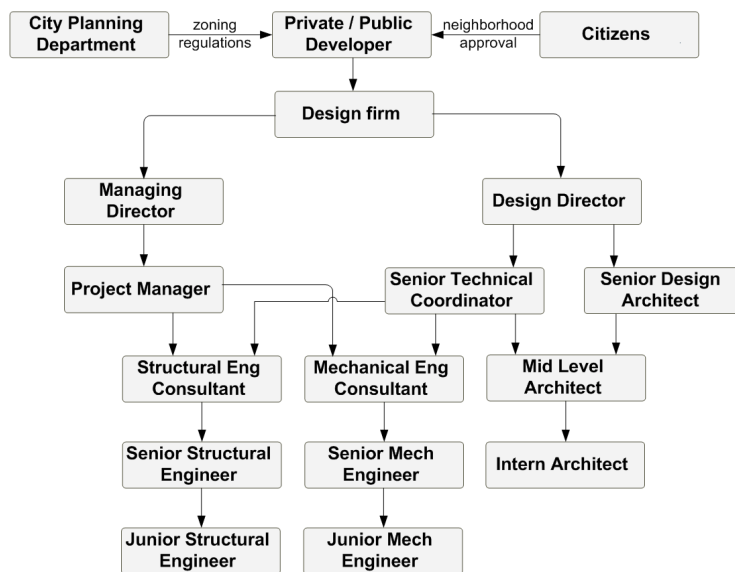 City Planning
Department
zoning
regulations
Private / Public
Developer
neighborhood
approval
Citizens
Design firm
Managing
Director
Design Director
Project Manager
Senior Technical
Coordinator
Senior Design
Architect
Structural Eng
Consultant
Mechanical Eng
Consultant
Mid Level
Architect
Senior Structural
Engineer
Senior Mech
Engineer
Intern Architect
Junior Structural
Engineer
Junior Mech
Engineer